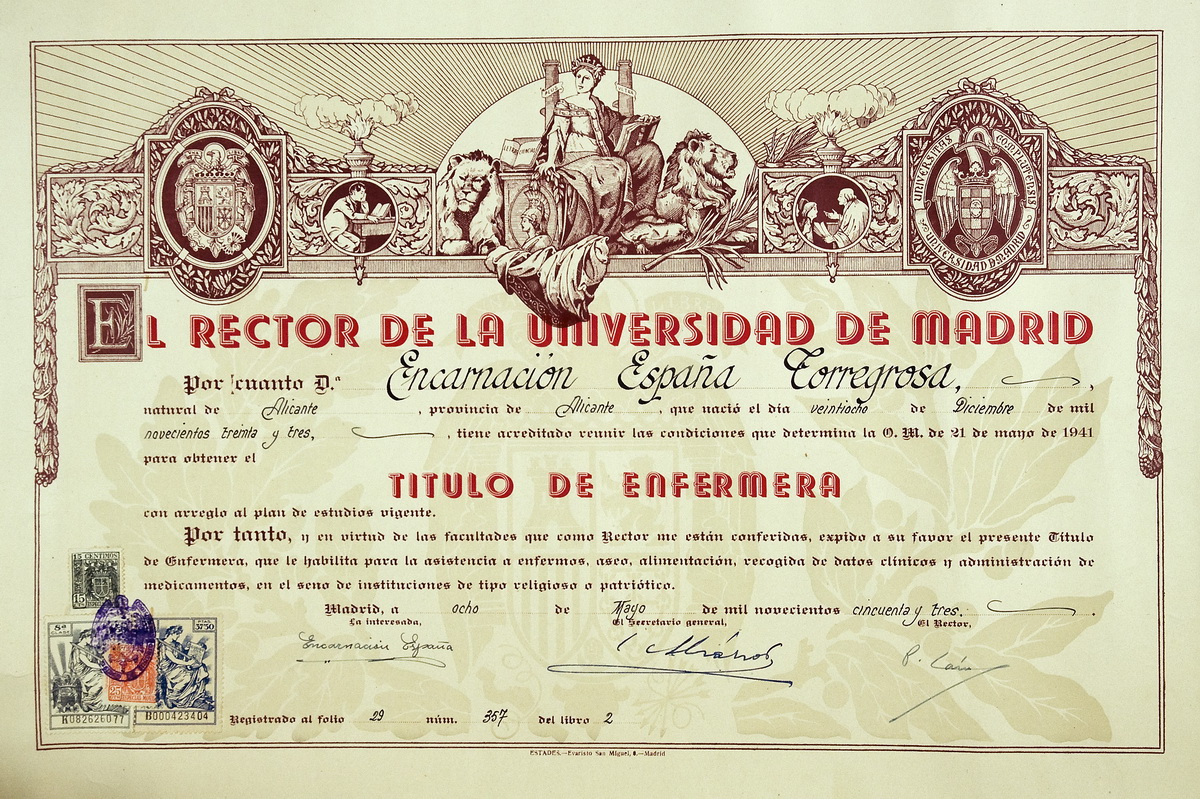 UNIVERSITAS COMPLUTENSIS
UNIVERSIDAD DE MADRID
EL RECTOR DE LA UNIVERSIDAD DE MADRID
Por cuanto D.ª Encarnación España Torregrosa,
natural de Alicante, provincia de Alicante, que nació el día veintiocho de Diciembre de mil
novecientos treinta y tres, tiene acreditado reunir las condiciones que determina la O. M. de 21 de mayo de 1941
para obtener el
TITULO DE ENFERMERA
con arreglo al plan de estudios vigente.
Por tanto, y en virtud de las facultades que como Rector me están conferidas, expido a su favor el presente Título
de Enfermera, que le habilita para la asistencia a enfermos, aseo, alimentación, recogida de datos clínicos y administración de
medicamentos, en el seno de instituciones de tipo religioso o patriótico.
Madrid, a ocho de Mayo de mil novecientos cincuenta y tres.
La interesada, El Secretario general, El Rector,
Encarnación España
15 CENTIMOS
15
8ª CLASE
PTAS 37'50
25
K082626077 B000423404
Registrado al folio 29 núm. 357 del libro 2
ESTADES.—Evaristo San Miguel, 8.—Madrid